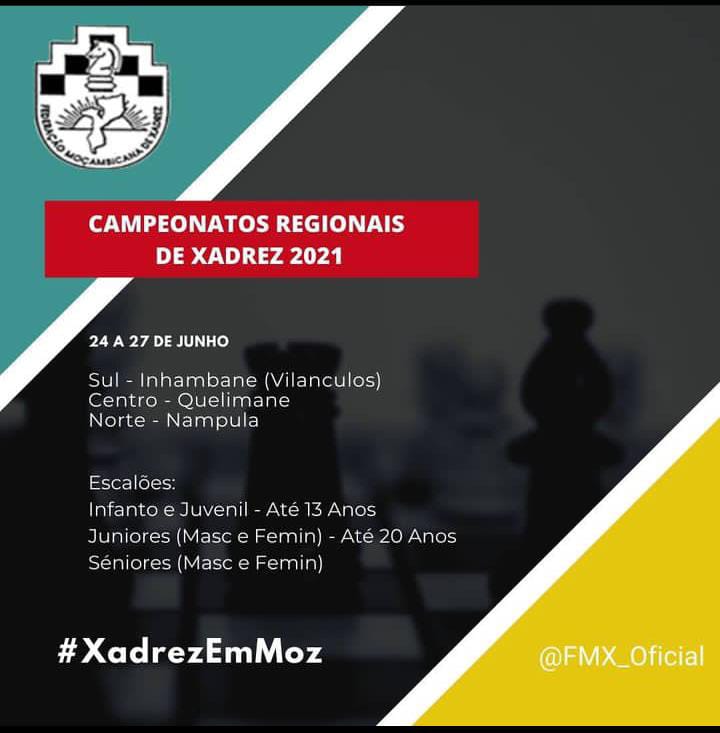 FEDERAÇÃO MOÇAMBICANA DE XADREZ
CAMPEONATOS REGIONAIS
DE XADREZ 2021
24 A 27 DE JUNHO
Sul - Inhambane (Vilanculos)
Centro - Quelimane
Norte - Nampula
Escalões:
Infanto e Juvenil - Até 13 Anos
Juniores (Masc e Femin) - Até 20 Anos
Séniores (Masc e Femin)
#XadrezEmMoz
@FMX_Oficial